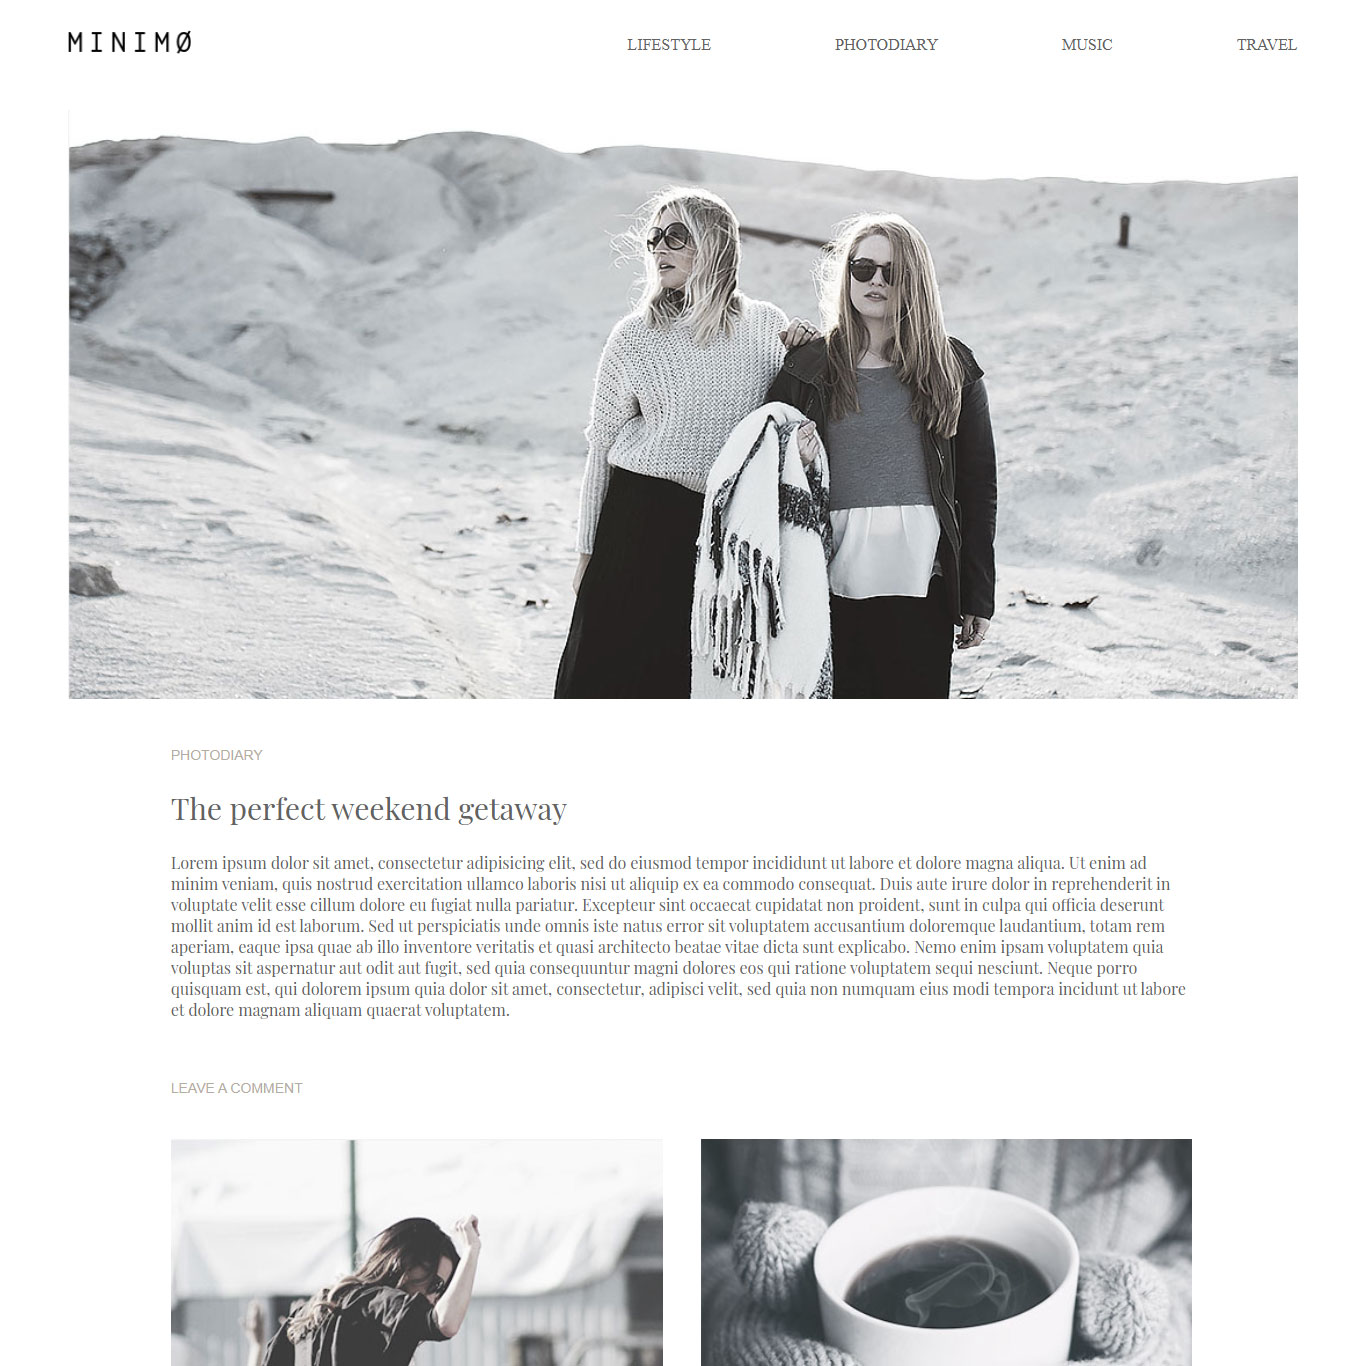 MINIMØ
LIFESTYLE PHOTODIARY MUSIC TRAVEL
PHOTODIARY
The perfect weekend getaway
Lorem ipsum dolor sit amet, consectetur adipisicing elit, sed do eiusmod tempor incididunt ut labore et dolore magna aliqua. Ut enim ad
minim veniam, quis nostrud exercitation ullamco laboris nisi ut aliquip ex ea commodo consequat. Duis aute irure dolor in reprehenderit in
voluptate velit esse cillum dolore eu fugiat nulla pariatur. Excepteur sint occaecat cupidatat non proident, sunt in culpa qui officia deserunt
mollit anim id est laborum. Sed ut perspiciatis unde omnis iste natus error sit voluptatem accusantium doloremque laudantium, totam rem
aperiam, eaque ipsa quae ab illo inventore veritatis et quasi architecto beatae vitae dicta sunt explicabo. Nemo enim ipsam voluptatem quia
voluptas sit aspernatur aut odit aut fugit, sed quia consequuntur magni dolores eos qui ratione voluptatem sequi nesciunt. Neque porro
quisquam est, qui dolorem ipsum quia dolor sit amet, consectetur, adipisci velit, sed quia non numquam eius modi tempora incidunt ut labore
et dolore magnam aliquam quaerat voluptatem.
LEAVE A COMMENT